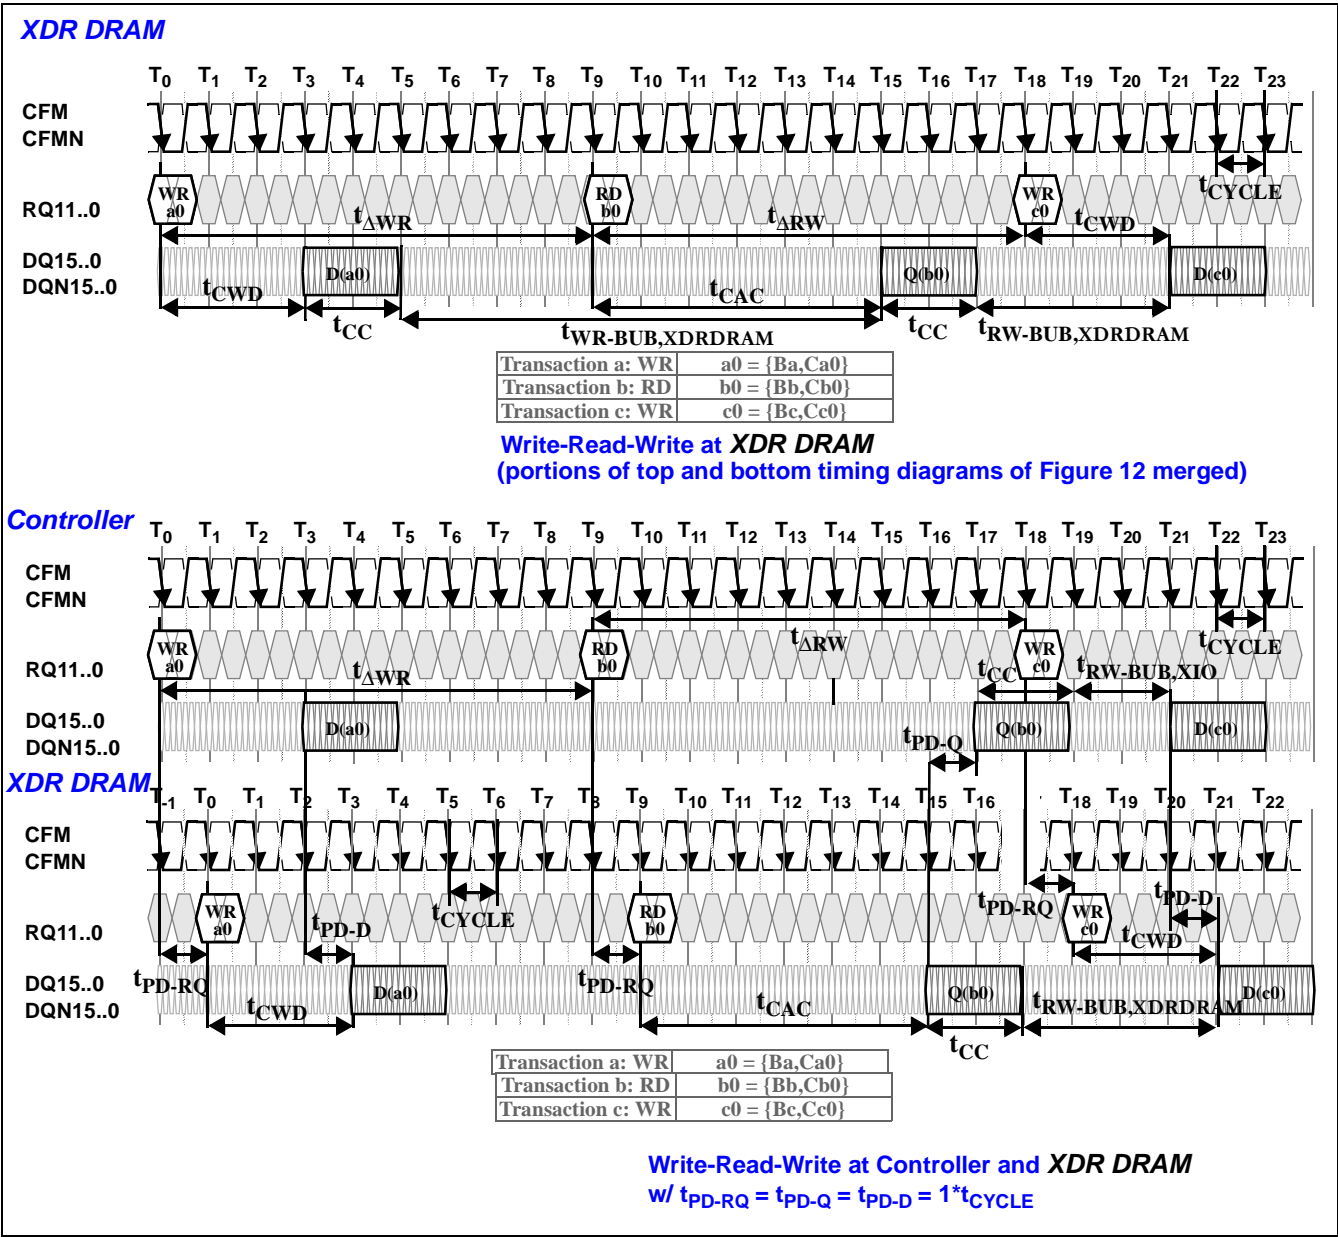 XDR DRAM
T0 T1 T2 T3 T4 T5 T6 T7 T8 T9 T10 T11 T12 T13 T14 T15 T16 T17 T18 T19 T20 T21 T22 T23
CFM
CFMN
tCYCLE
RQ11..0
WR a0
RD b0
WR c0
tΔWR
tΔRW
tCWD
DQ15..0
DQN15..0
D(a0)
Q(b0)
D(c0)
tCWD
tCAC
tCC
tWR-BUB,XDRDRAM
tCC
tRW-BUB,XDRDRAM
Transaction a: WR a0 = {Ba,Ca0}
Transaction b: RD b0 = {Bb,Cb0}
Transaction c: WR c0 = {Bc,Cc0}
Write-Read-Write at XDR DRAM
(portions of top and bottom timing diagrams of Figure 12 merged)
Controller
T0 T1 T2 T3 T4 T5 T6 T7 T8 T9 T10 T11 T12 T13 T14 T15 T16 T17 T18 T19 T20 T21 T22 T23
CFM
CFMN
tΔRW
tCYCLE
RQ11..0
WR a0
RD b0
WR c0
tΔWR
tCC
tRW-BUB,XIO
DQ15..0
DQN15..0
D(a0)
Q(b0)
D(c0)
tPD-Q
XDR DRAM
T-1 T0 T1 T2 T3 T4 T5 T6 T7 T8 T9 T10 T11 T12 T13 T14 T15 T16 T18 T19 T20 T21 T22
CFM
CFMN
RQ11..0
WR a0
tPD-D
tCYCLE
RD b0
tPD-RQ
WR c0
tPD-D
tCWD
tPD-RQ
tPD-RQ
DQ15..0
DQN15..0
tCWD
D(a0)
tCAC
Q(b0)
tCC
tRW-BUB,XDRDRAM
D(c0)
Transaction a: WR a0 = {Ba,Ca0}
Transaction b: RD b0 = {Bb,Cb0}
Transaction c: WR c0 = {Bc,Cc0}
Write-Read-Write at Controller and XDR DRAM
w/ tPD-RQ = tPD-Q = tPD-D = 1*tCYCLE